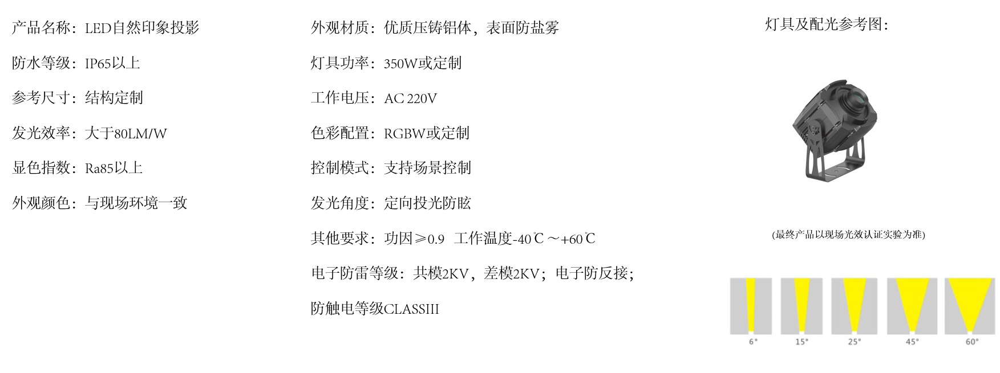 产品名称：LED自然印象投影
防水等级：IP65以上
参考尺寸：结构定制
发光效率：大于80LM/W
显色指数：Ra85以上
外观颜色：与现场环境一致
外观材质：优质压铸铝体，表面防盐雾
灯具功率：350W或定制
工作电压：AC 220V
色彩配置：RGBW或定制
控制模式：支持场景控制
发光角度：定向投光防眩
其他要求：功因≥0.9 工作温度-40℃～+60℃
电子防雷等级：共模2KV，差模2KV；电子防反接；
防触电等级CLASSIII
灯具及配光参考图：
(最终产品以现场光效认证实验为准)
6° 15° 25° 45° 60°